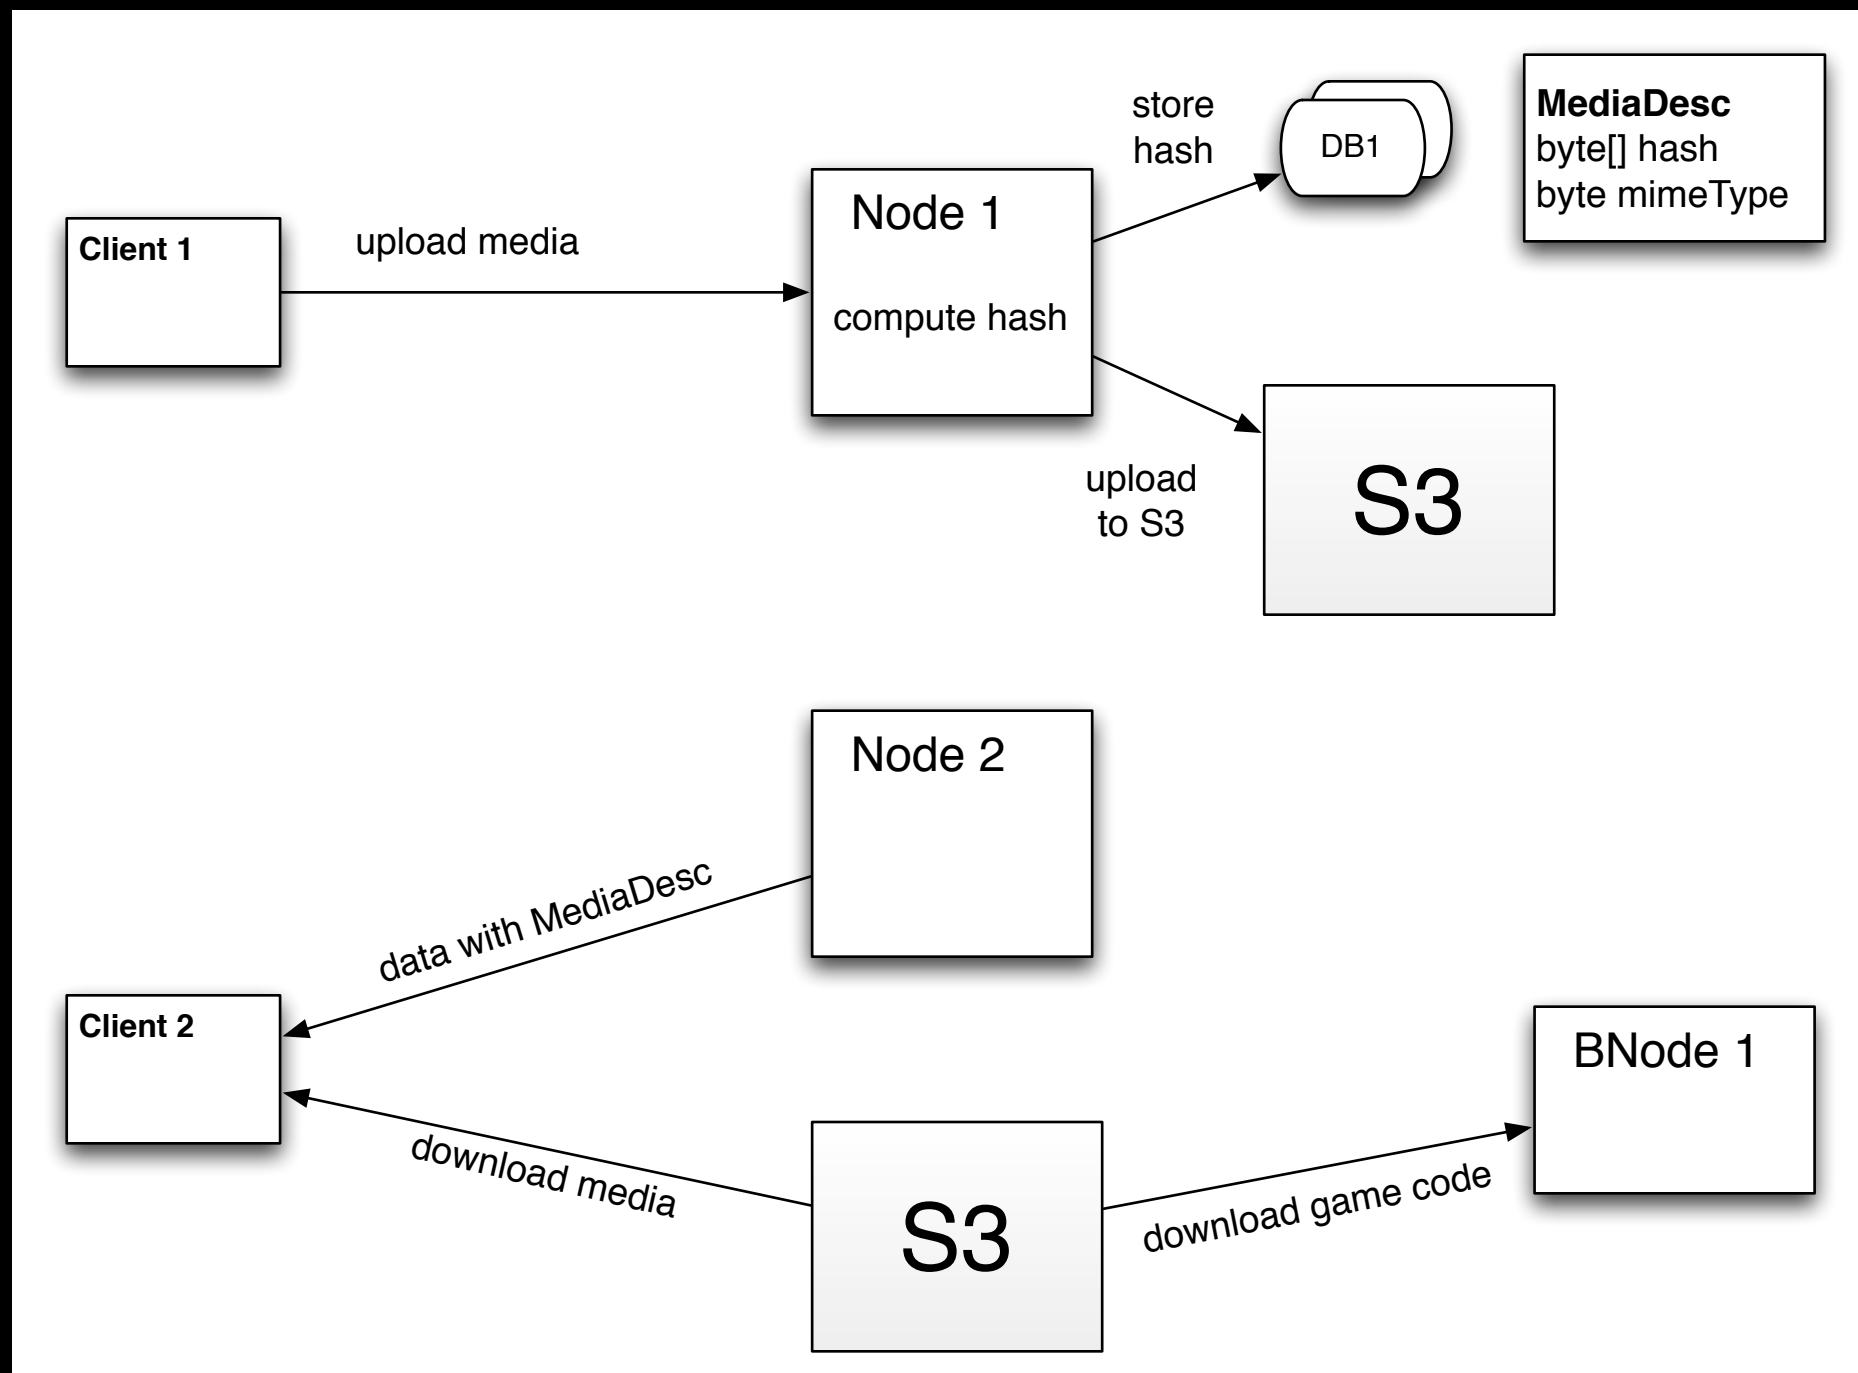 Client 1
upload media
Node 1
compute hash
store
hash
DB1
MediaDesc
byte[] hash
byte mimeType
upload
to S3
S3
Node 2
data with MediaDesc
Client 2
download media
S3
download game code
BNode 1